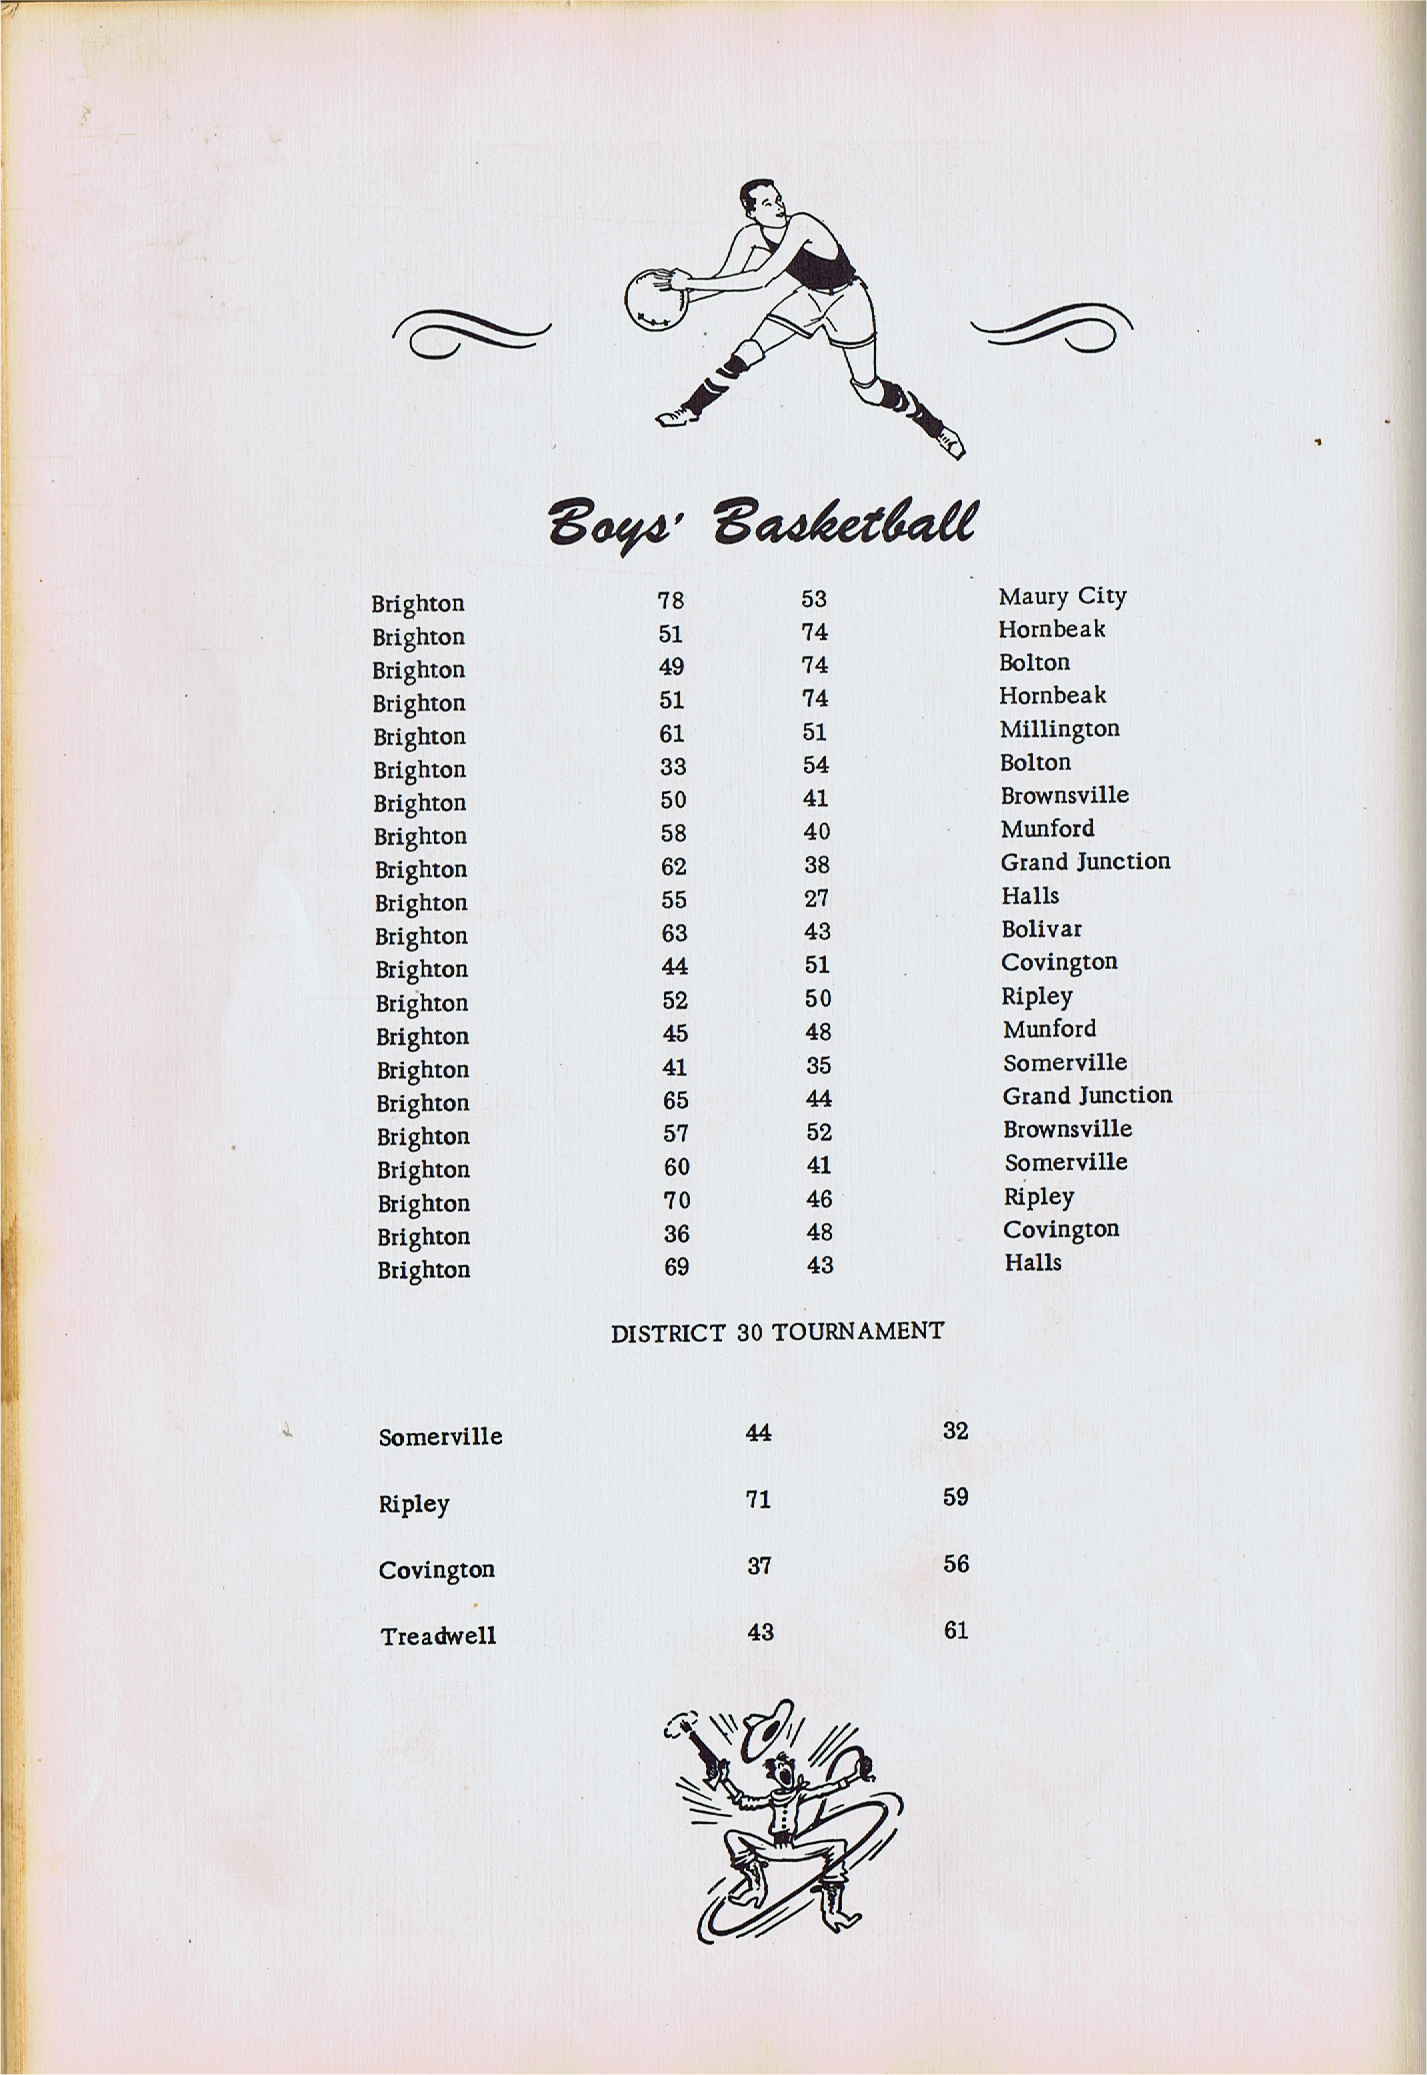 Boys' Basketball
Brighton 78 53 Maury City
Brighton 51 74 Hornbeak
Brighton 49 74 Bolton
Brighton 51 74 Hornbeak
Brighton 61 51 Millington
Brighton 33 54 Bolton
Brighton 50 41 Brownsville
Brighton 58 40 Munford
Brighton 62 38 Grand Junction
Brighton 55 27 Halls
Brighton 63 43 Bolivar
Brighton 44 51 Covington
Brighton 52 50 Ripley
Brighton 45 48 Munford
Brighton 41 35 Somerville
Brighton 65 44 Grand Junction
Brighton 57 52 Brownsville
Brighton 60 41 Somerville
Brighton 70 46 Ripley
Brighton 36 48 Covington
Brighton 69 43 Halls
DISTRICT 30 TOURNAMENT
Somerville 44 32
Ripley 71 59
Covington 37 56
Treadwell 43 61